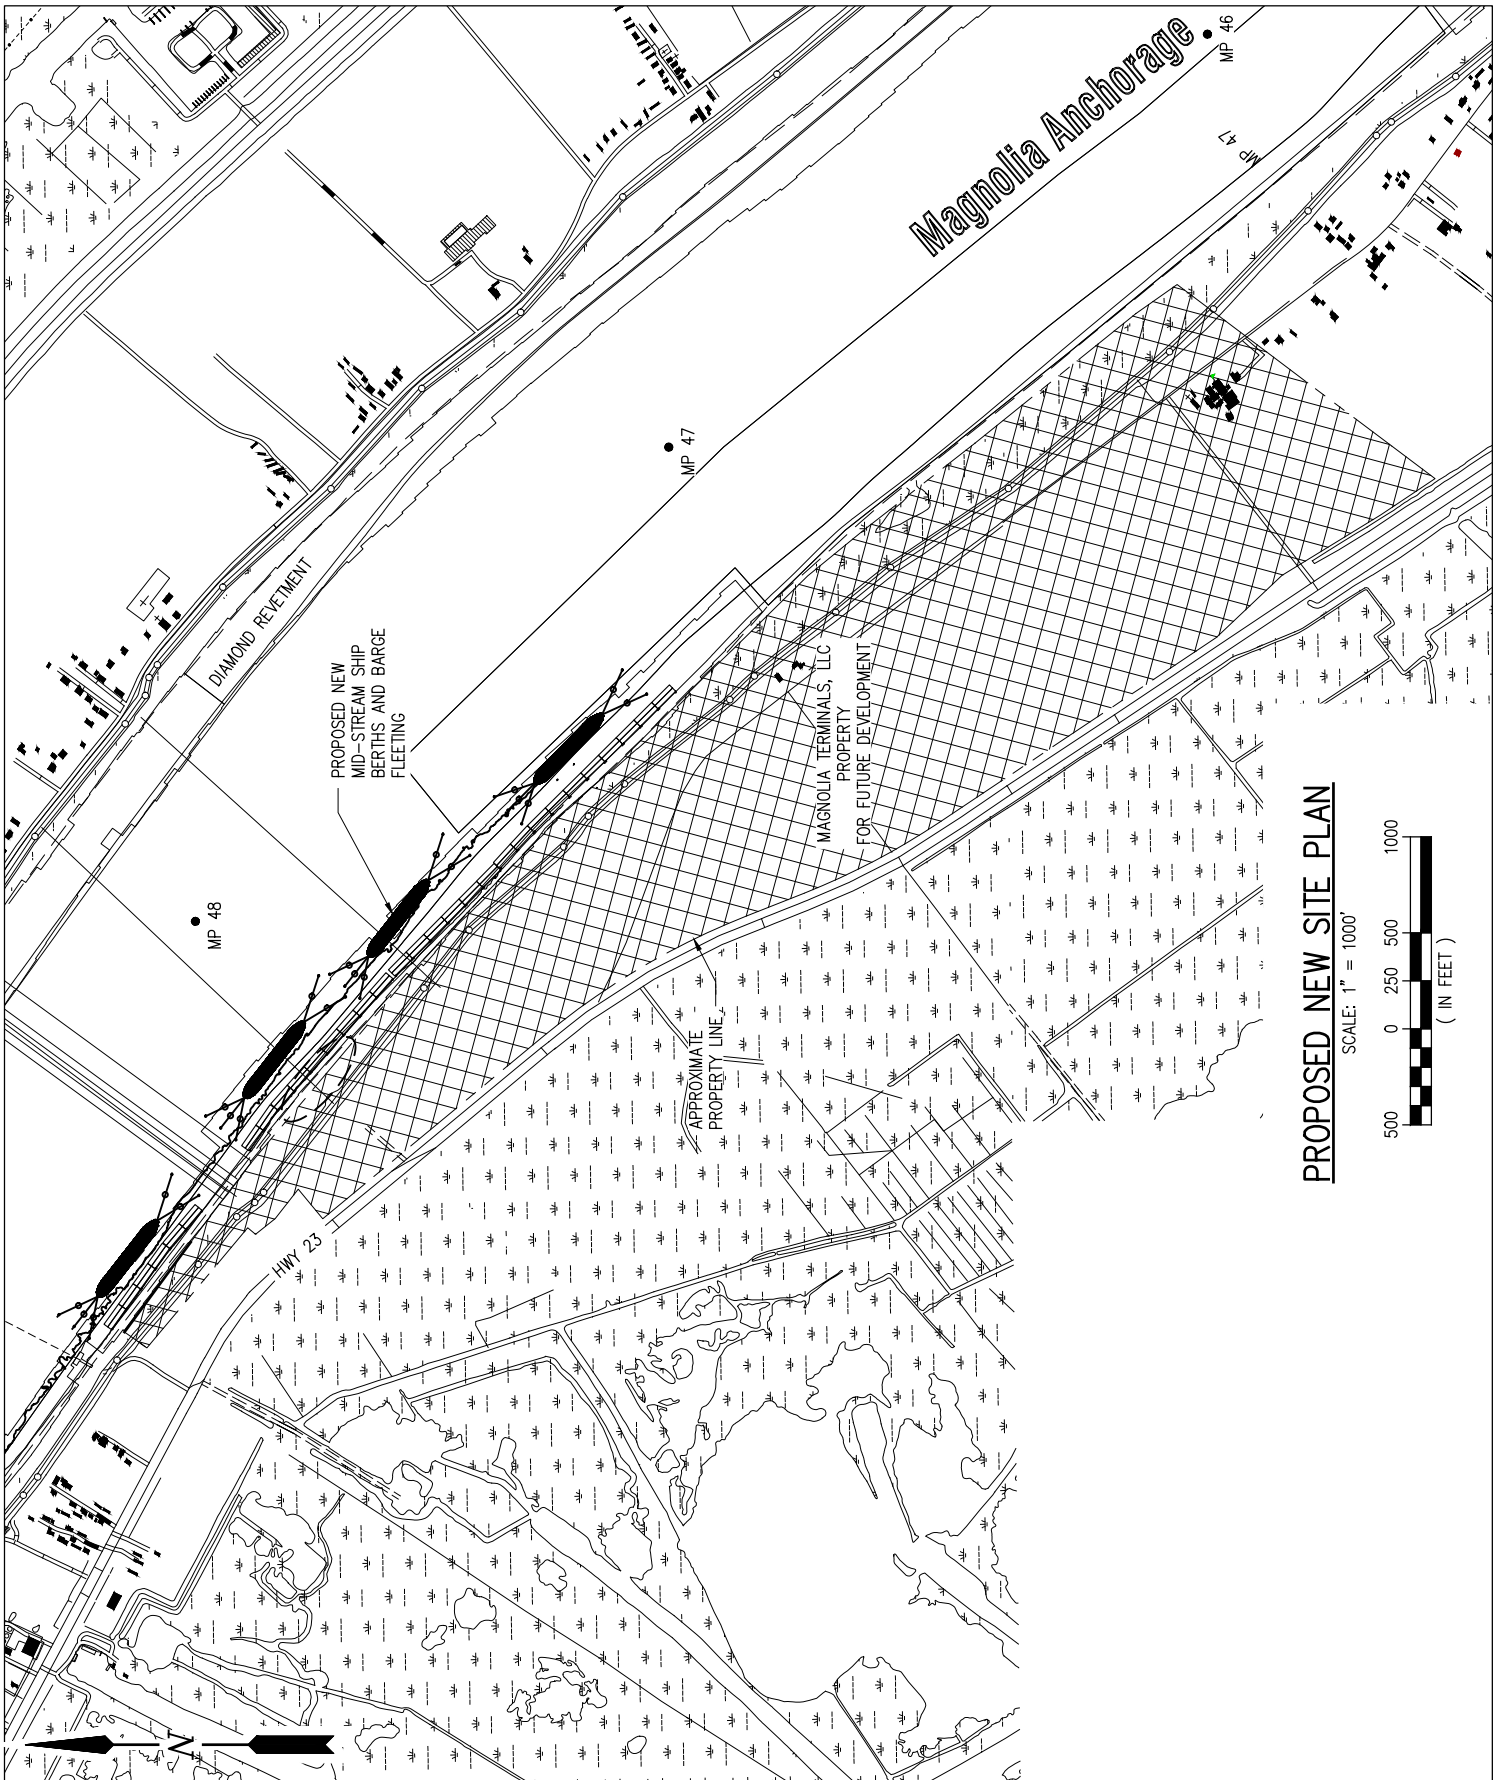 Magnolia Anchorage
MP 46
MP 47
MP 47
DIAMOND REVETMENT
PROPOSED NEW
MID-STREAM SHIP
BERTHS AND BARGE
FLEETING
MP 48
MAGNOLIA TERMINALS, LLC
PROPERTY
FOR FUTURE DEVELOPMENT
APPROXIMATE
PROPERTY LINE
HWY 23
N
PROPOSED NEW SITE PLAN
SCALE: 1" = 1000'
500 0 250 500 1000
( IN FEET )